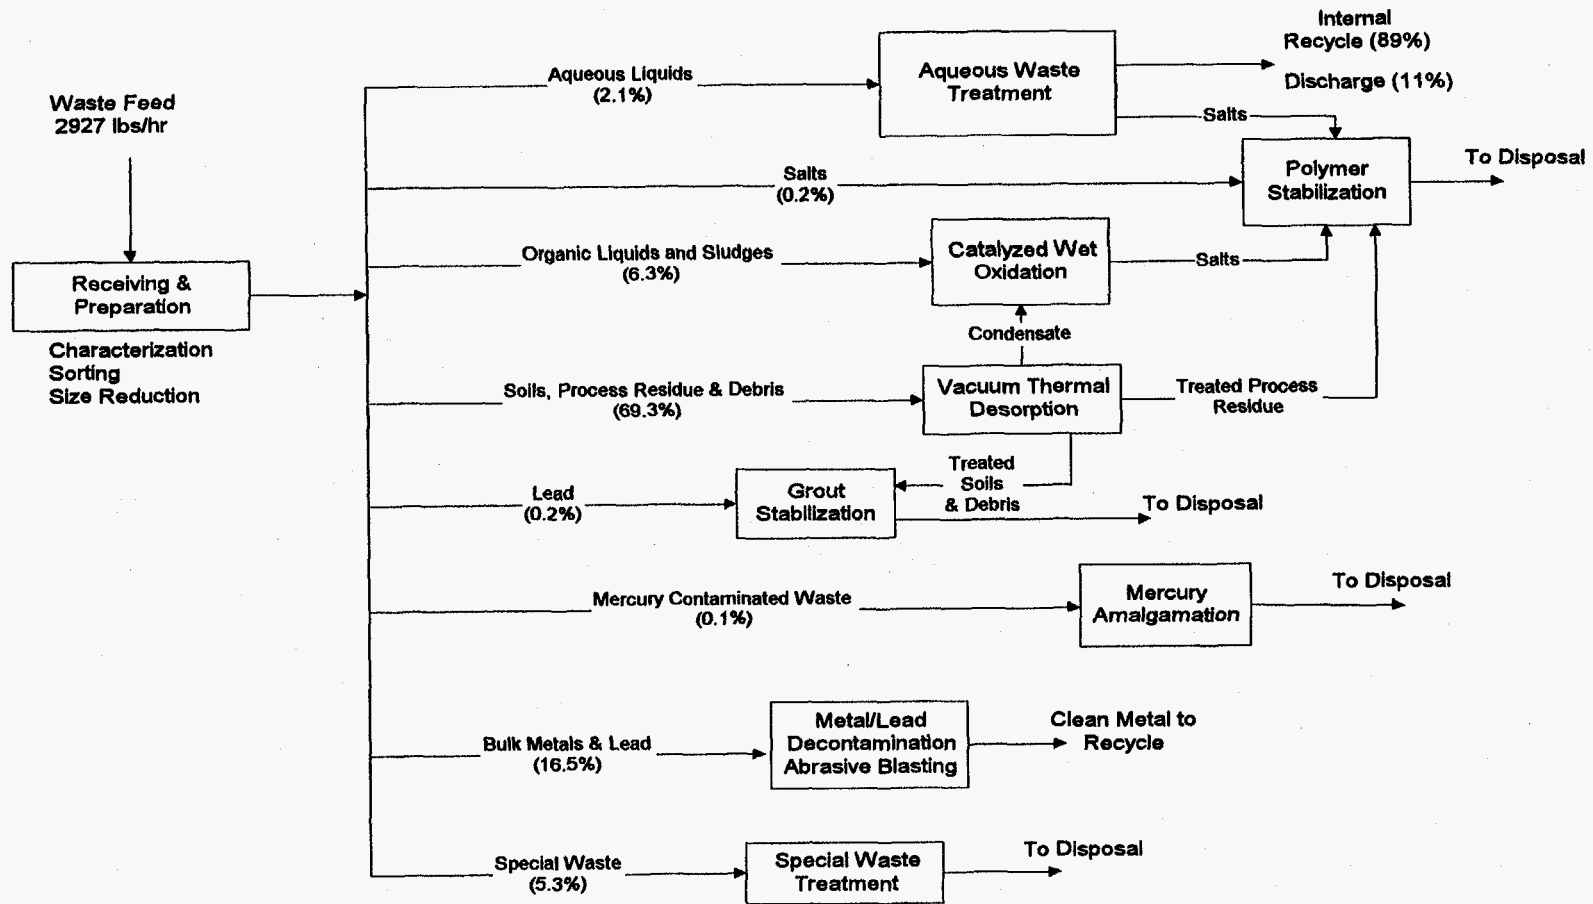 Waste Feed
2927 lbs/hr
Receiving &
Preparation
Characterization
Sorting
Size Reduction
Aqueous Liquids
(2.1%)
Aqueous Waste
Treatment
Internal
Recycle (89%)
Discharge (11%)
Salts
Salts
(0.2%)
Polymer
Stabilization
To Disposal
Organic Liquids and Sludges
(6.3%)
Catalyzed Wet
Oxidation
Salts
Condensate
Soils, Process Residue & Debris
(69.3%)
Vacuum Thermal
Desorption
Treated Process
Residue
Treated
Soils
& Debris
Lead
(0.2%)
Grout
Stabilization
To Disposal
Mercury Contaminated Waste
(0.1%)
Mercury
Amalgamation
To Disposal
Bulk Metals & Lead
(16.5%)
Metal/Lead
Decontamination
Abrasive Blasting
Clean Metal to
Recycle
Special Waste
(5.3%)
Special Waste
Treatment
To Disposal